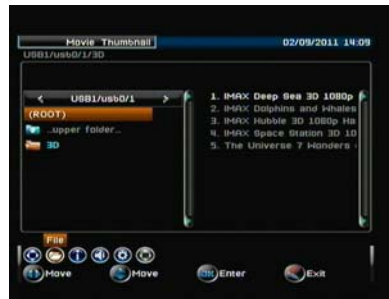 Movie Thumbnail
02/09/2011 14:09
USB1/usb0/1/3D
< USB1/usb0/1 >
(ROOT)
..upper folder..
3D
1. IMAX Deep Sea 3D 1080p
2. IMAX Dolphins and Whales
3. IMAX Hubble 3D 1080p Ha
4. IMAX Space Station 3D 10
5. The Universe 7 Wonders
File
Move
Move
OK Enter
Exit